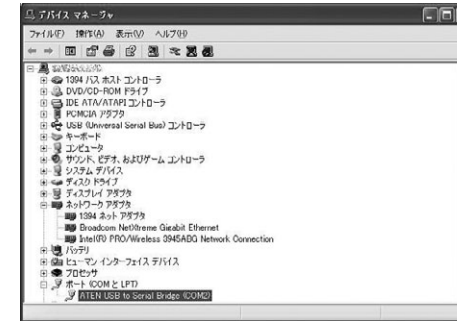 デバイス マネージャ
ファイル(F) 操作(A) 表示(V) ヘルプ(H)
1394 バス ホスト コントローラ
DVD/CD-ROM ドライブ
IDE ATA/ATAPI コントローラ
PCMCIA アダプタ
USB (Universal Serial Bus) コントローラ
キーボード
コンピュータ
サウンド、ビデオ、およびゲーム コントローラ
システム デバイス
ディスク ドライブ
ディスプレイ アダプタ
ネットワーク アダプタ
1394 ネット アダプタ
Broadcom NetXtreme Gigabit Ethernet
Intel(R) PRO/Wireless 3945ABG Network Connection
バッテリ
ヒューマン インターフェイス デバイス
プロセッサ
ポート (COM と LPT)
ATEN USB to Serial Bridge (COM2)